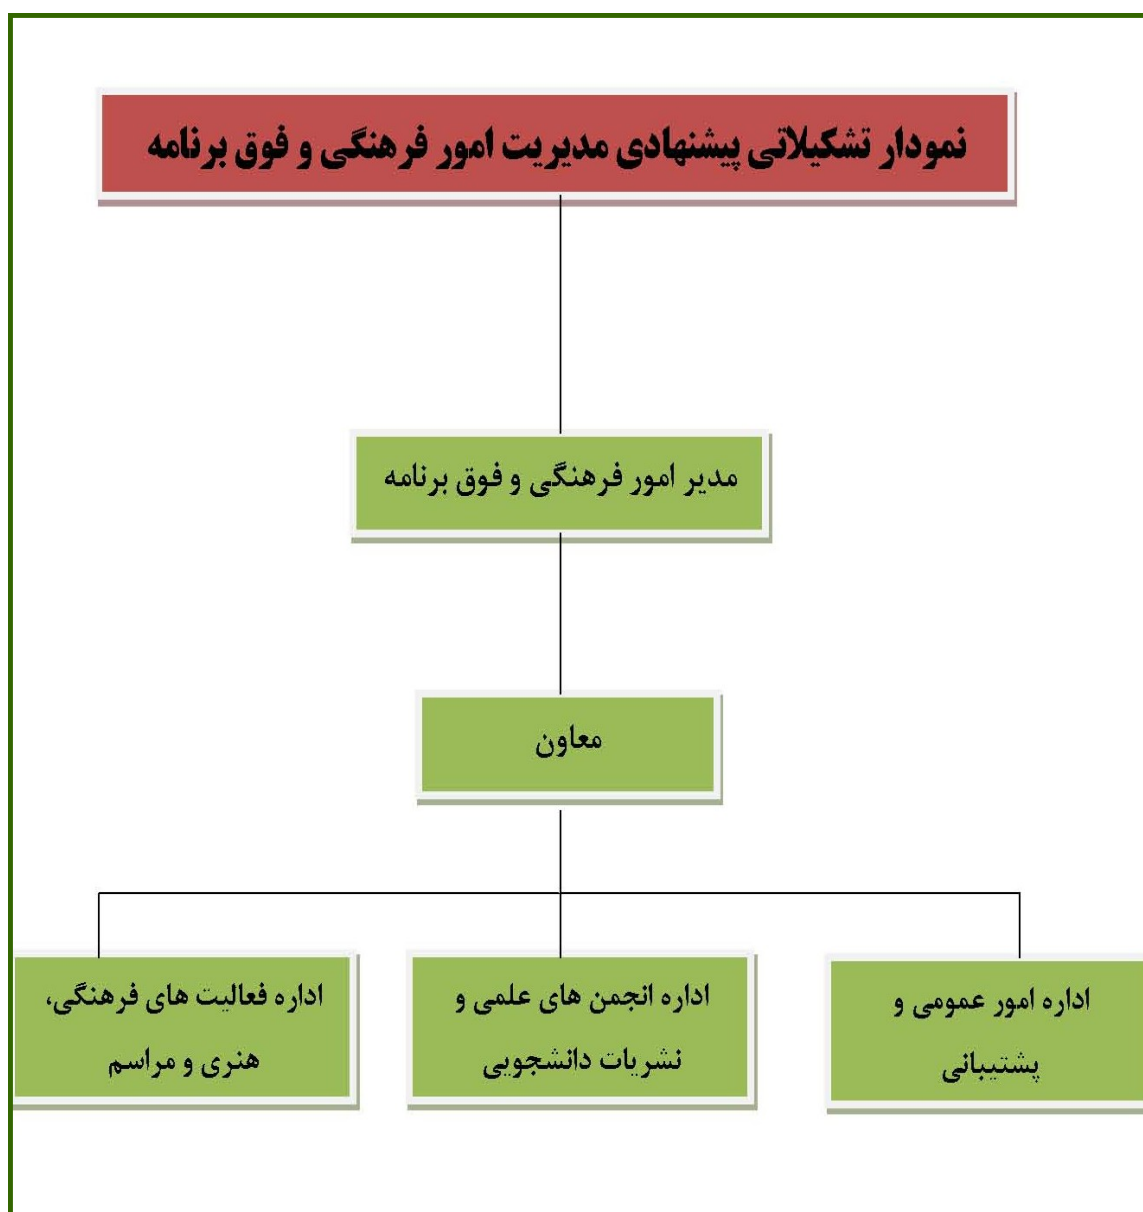 نمودار تشکیلاتی پیشنهادی مدیریت امور فرهنگی و فوق برنامه
مدیر امور فرهنگی و فوق برنامه
معاون
اداره امور عمومی و
پشتیبانی
اداره انجمن های علمی و
نشریات دانشجویی
اداره فعالیت های فرهنگی،
هنری و مراسم